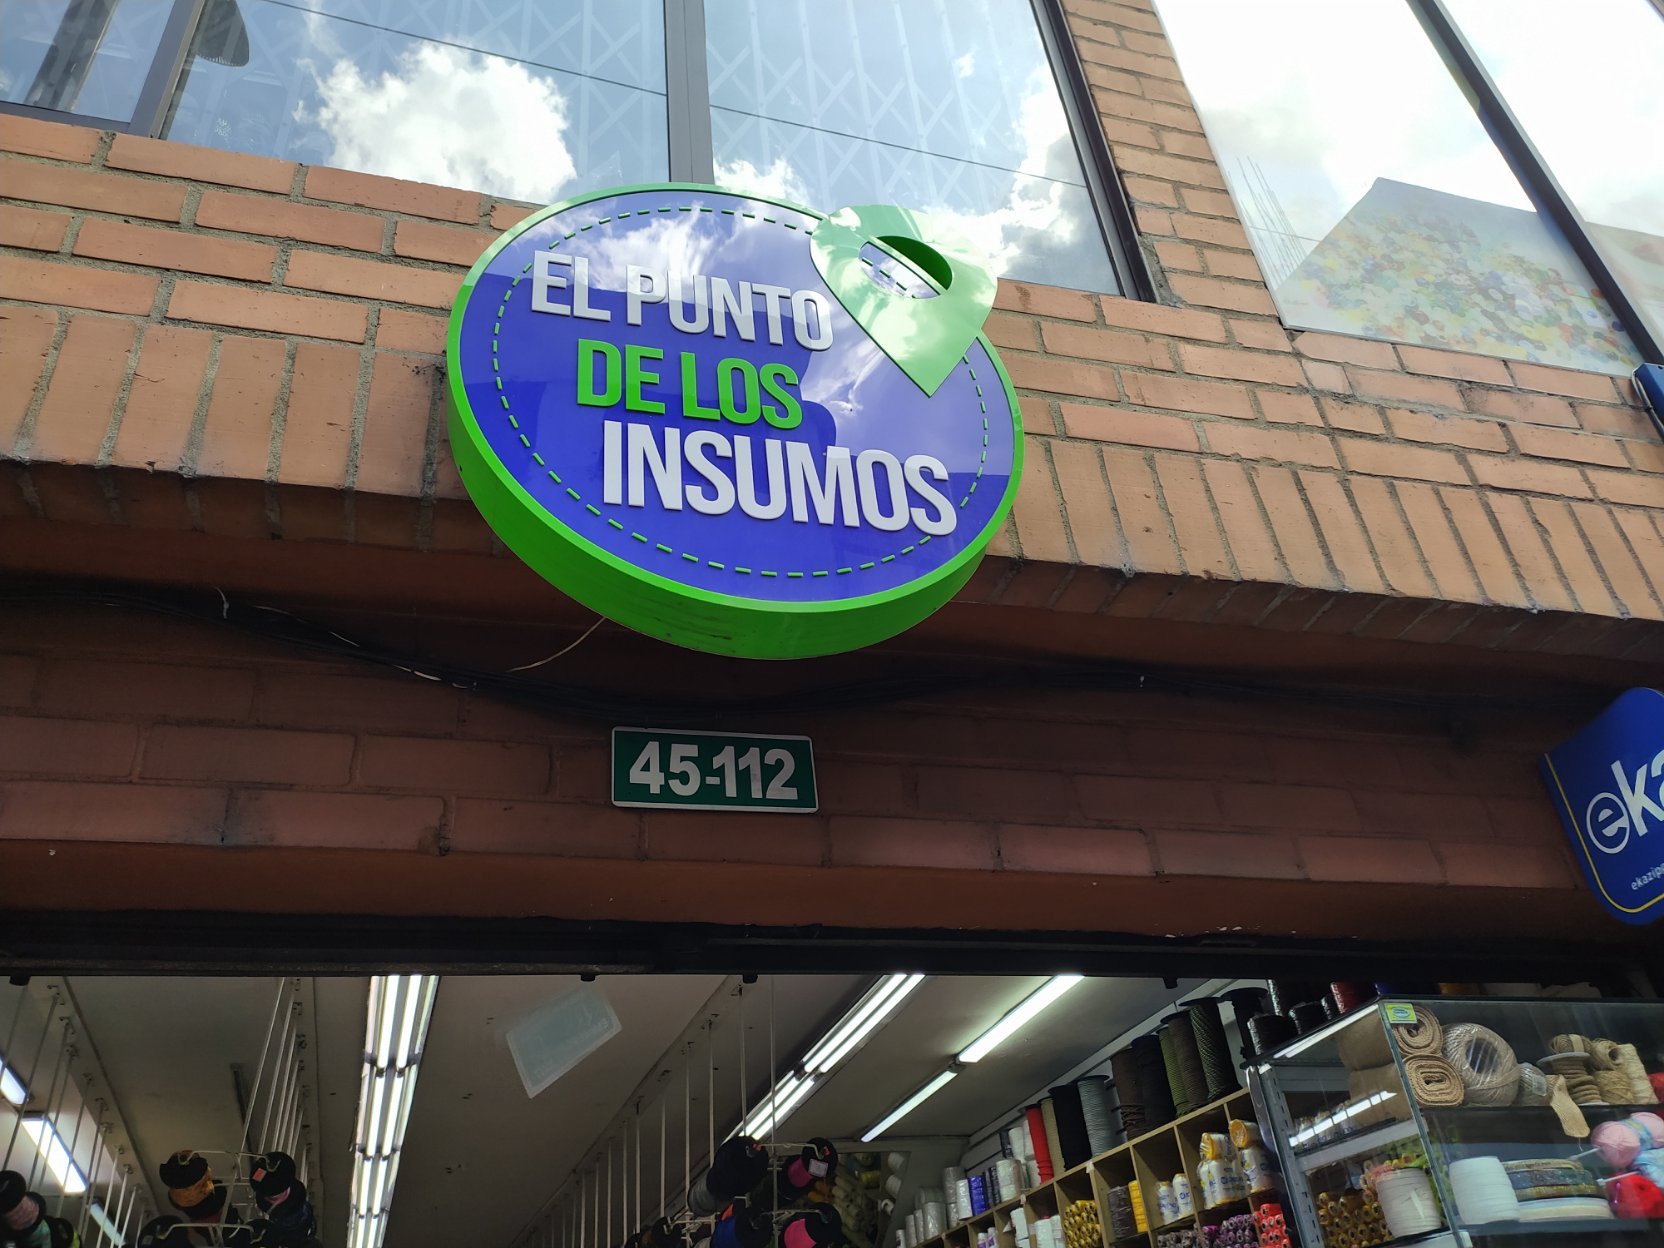 EL PUNTO
DE LOS
INSUMOS
45-112
eka